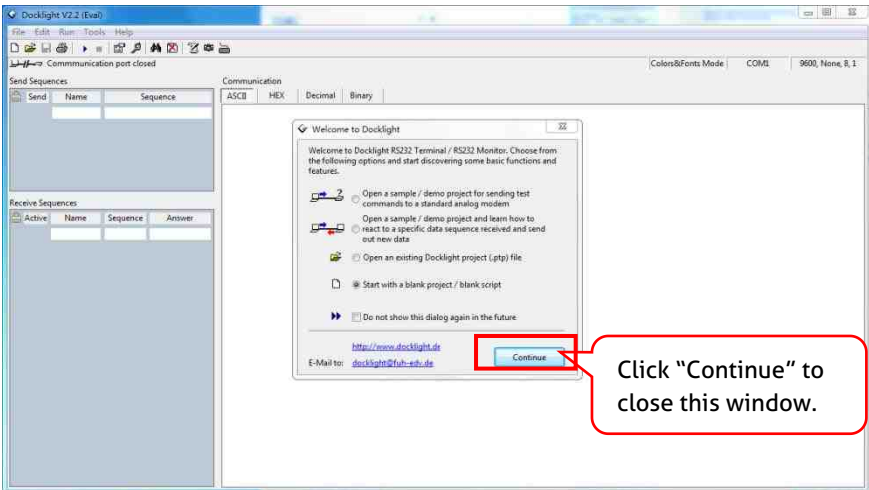 Docklight V2.2 (Eval)
File Edit Run Tools Help
Commmunication port closed
Colors&Fonts Mode COM1 9600, None, 8, 1
Send Sequences
Send Name Sequence
Communication
ASCII HEX Decimal Binary
Welcome to Docklight
Welcome to Docklight RS232 Terminal / RS232 Monitor. Choose from
the following options and start discovering some basic functions and
features.
Open a sample / demo project for sending test
commands to a standard analog modem
Open a sample / demo project and learn how to
react to a specific data sequence received and send
out new data
Open an existing Docklight project (.ptp) file
Start with a blank project / blank script
Do not show this dialog again in the future
http://www.docklight.de
E-Mail to: docklight@fuh-edv.de
Continue
Receive Sequences
Active Name Sequence Answer
Click “Continue” to
close this window.